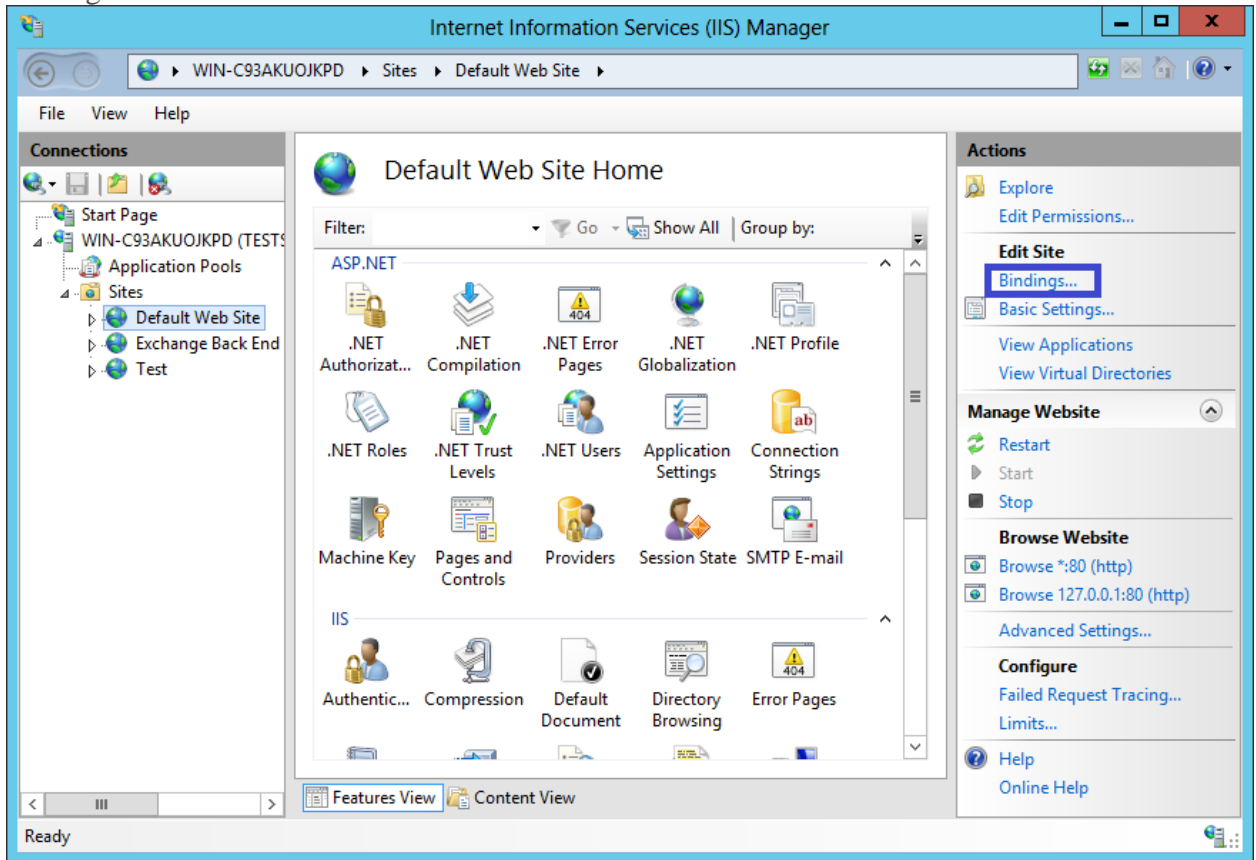 Internet Information Services (IIS) Manager
WIN-C93AKUOJKPD
Sites
Default Web Site
File View Help
Connections
Start Page
WIN-C93AKUOJKPD (TESTS
Application Pools
Sites
Default Web Site
Exchange Back End
Test
Default Web Site Home
Filter: Go Show All Group by:
ASP.NET
.NET Authorizat...
.NET Compilation
.NET Error Pages
.NET Globalization
.NET Profile
.NET Roles
.NET Trust Levels
.NET Users
Application Settings
Connection Strings
Machine Key
Pages and Controls
Providers
Session State
SMTP E-mail
IIS
Authentic...
Compression
Default Document
Directory Browsing
Error Pages
Features View
Content View
Actions
Explore
Edit Permissions...
Edit Site
Bindings...
Basic Settings...
View Applications
View Virtual Directories
Manage Website
Restart
Start
Stop
Browse Website
Browse *:80 (http)
Browse 127.0.0.1:80 (http)
Advanced Settings...
Configure
Failed Request Tracing...
Limits...
Help
Online Help
Ready